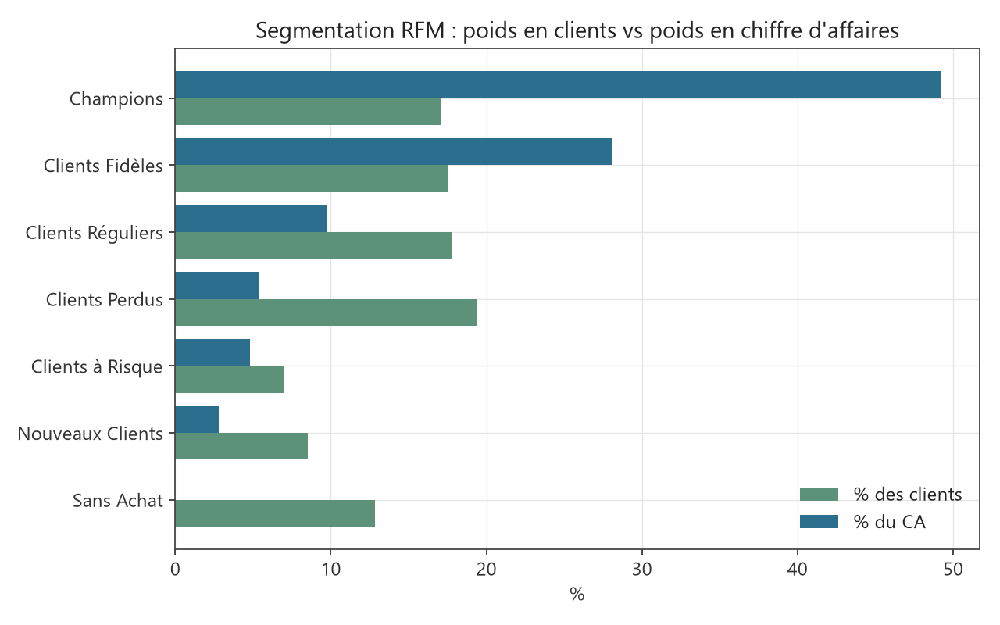 Segmentation RFM : poids en clients vs poids en chiffre d'affaires
Champions
Clients Fidèles
Clients Réguliers
Clients Perdus
Clients à Risque
Nouveaux Clients
Sans Achat
% des clients
% du CA
0 10 20 30 40 50
%